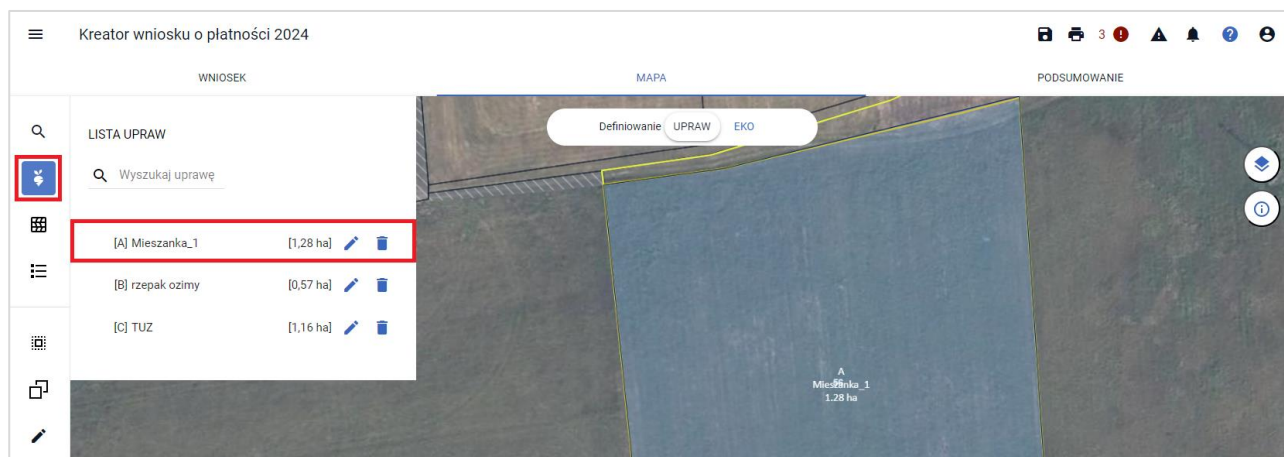 Kreator wniosku o płatności 2024
3
WNIOSEK
MAPA
PODSUMOWANIE
LISTA UPRAW
Definiowanie UPRAW EKO
Wyszukaj uprawę
[A] Mieszanka_1 [1,28 ha]
[B] rzepak ozimy [0,57 ha]
[C] TUZ [1,16 ha]
A
Mieszanka_1
1.28 ha